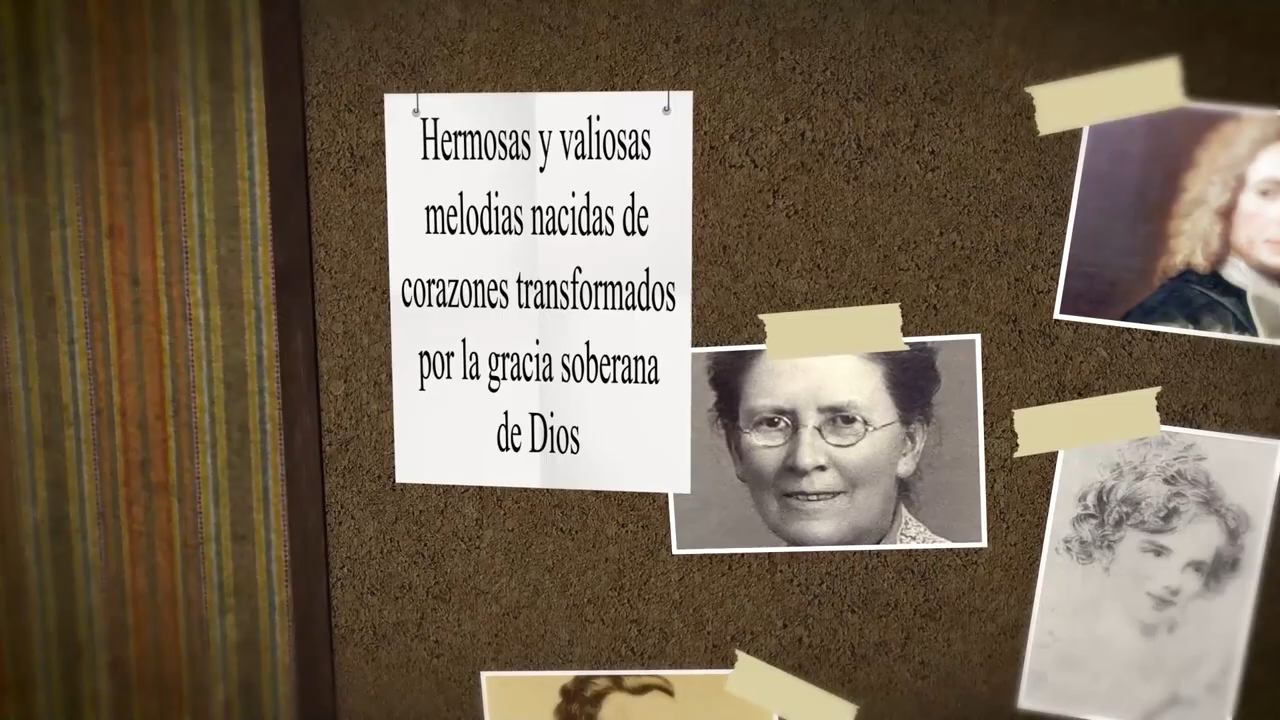 Hermosas y valiosas
melodias nacidas de
corazones transformados
por la gracia soberana
de Dios